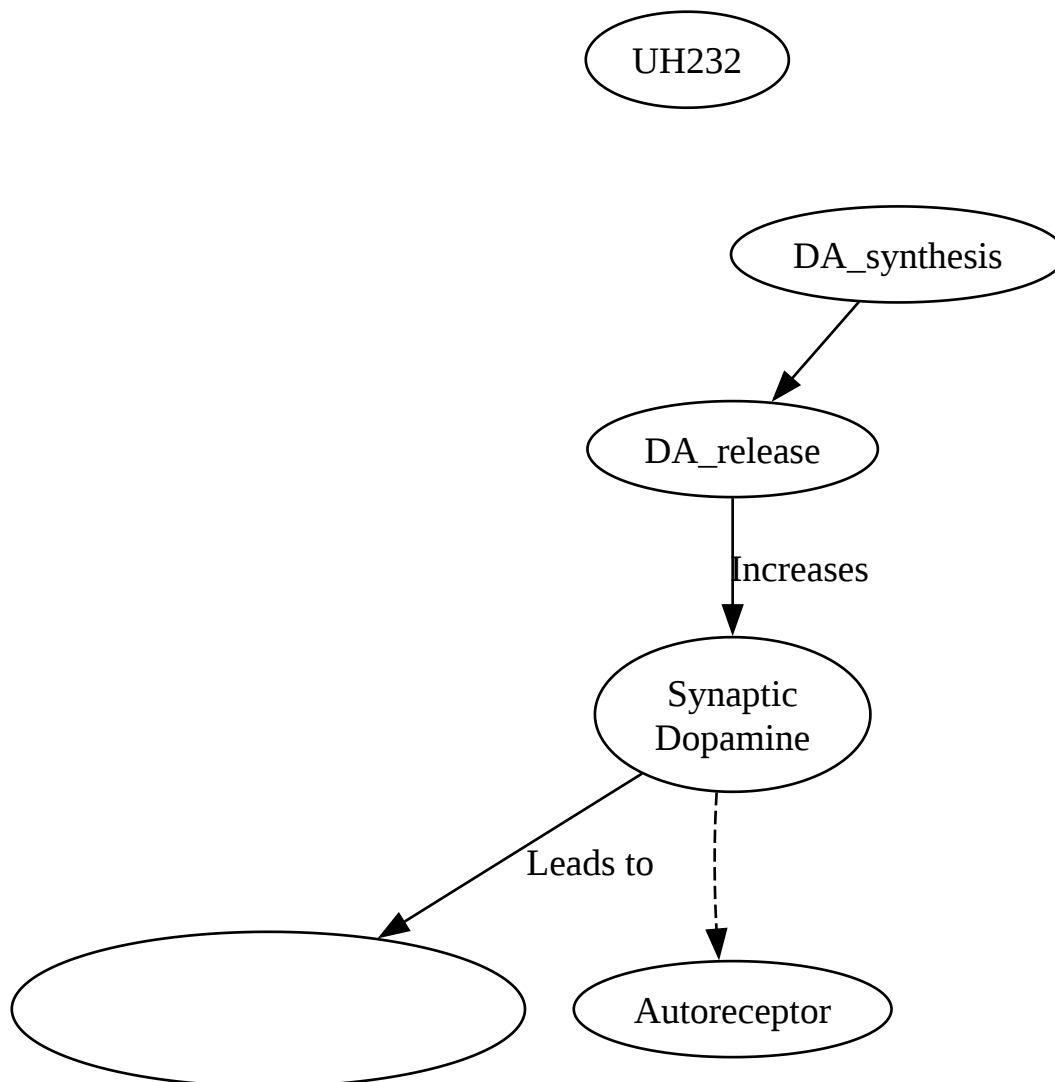 UH232
DA_synthesis
DA_release
Increases
Synaptic
Dopamine
Leads to
Autoreceptor